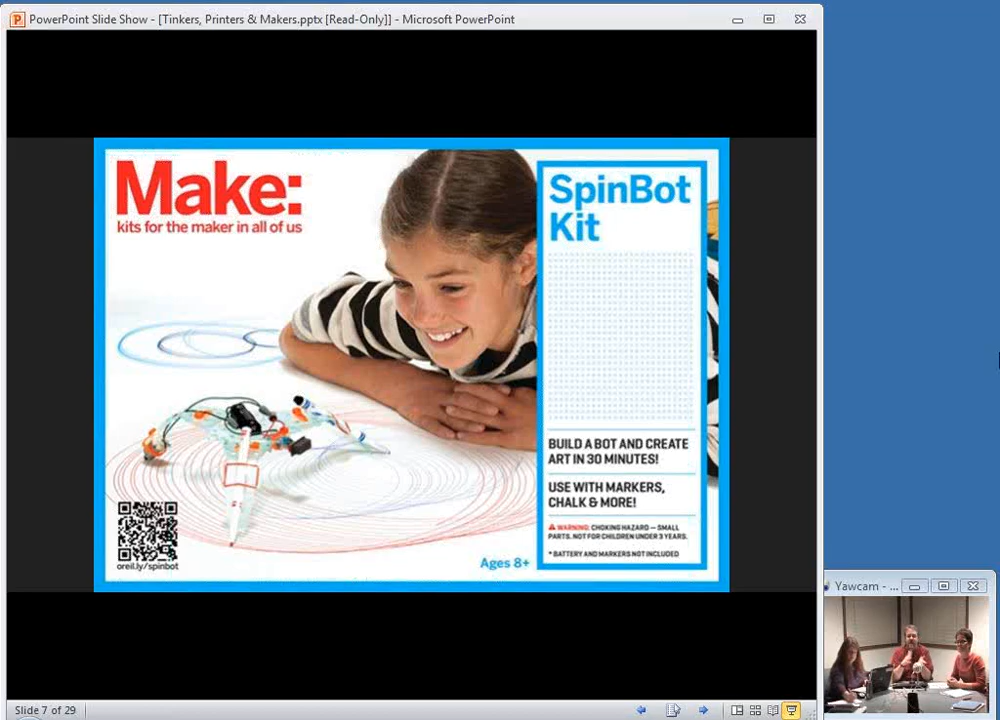 PowerPoint Slide Show - [Tinkers, Printers & Makers.pptx [Read-Only]] - Microsoft PowerPoint
Make:
kits for the maker in all of us
SpinBot
Kit
BUILD A BOT AND CREATE
ART IN 30 MINUTES!
USE WITH MARKERS,
CHALK & MORE!
WARNING: CHOKING HAZARD — SMALL
PARTS. NOT FOR CHILDREN UNDER 3 YEARS.
* BATTERY AND MARKERS NOT INCLUDED
oreil.ly/spinbot
Ages 8+
Yawcam - ...
Slide 7 of 29